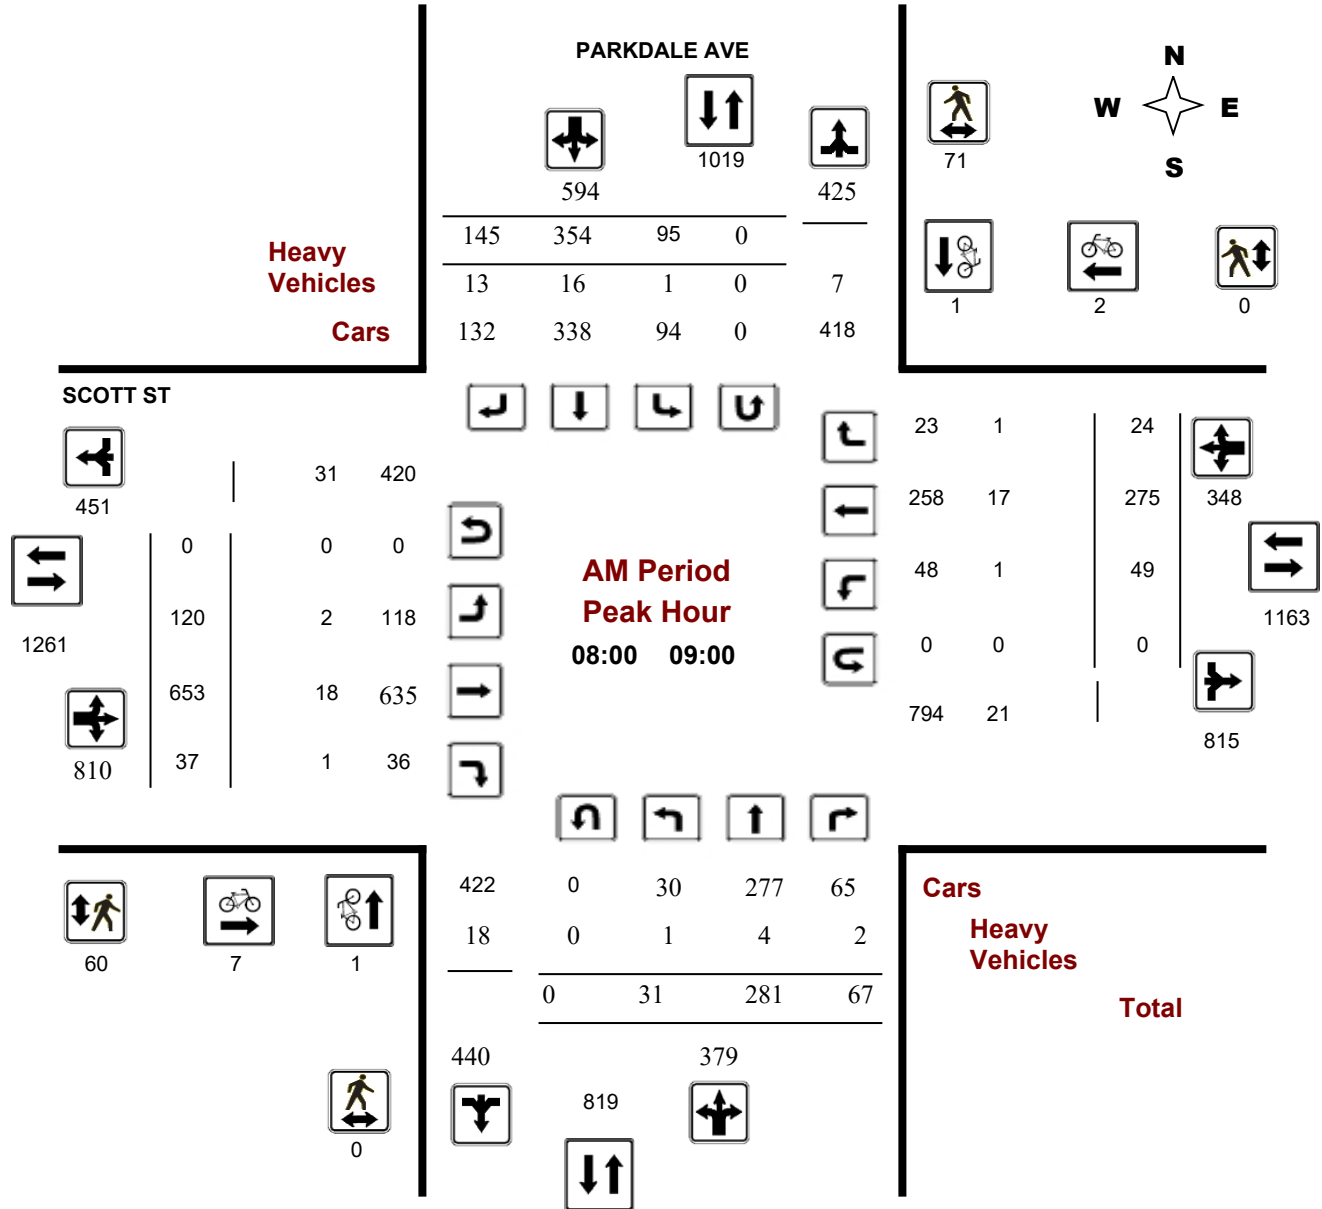 PARKDALE AVE
N
W E
S
1019
71
594 425
145 354 95 0
Heavy
Vehicles
13 16 1 0 7
1 2 0
Cars
132 338 94 0 418
SCOTT ST
23 1 24
31 420
451
258 17 275 348
0 0 0
AM Period
Peak Hour
08:00 09:00
48 1 49
120 2 118
1261
1163
0 0 0
653 18 635
794 21
815
810
37 1 36
422 0 30 277 65
Cars
18 0 1 4 2
Heavy
Vehicles
60 7 1
0 31 281 67
Total
440 379
819
0